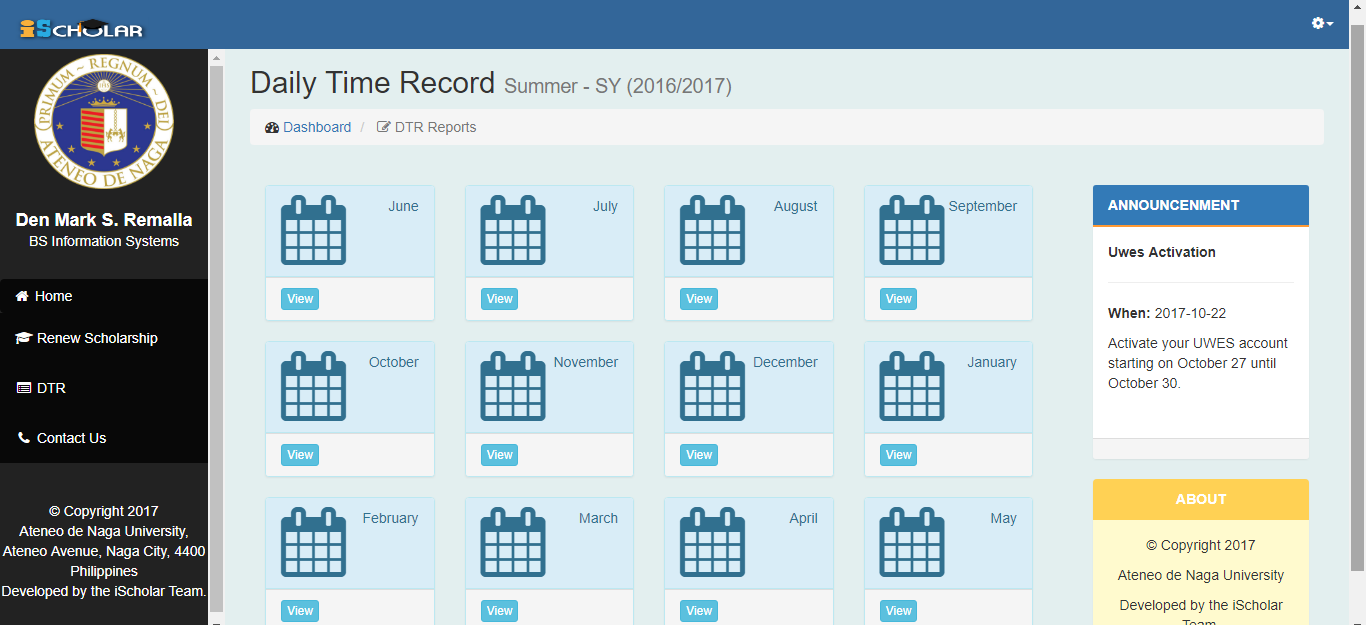 iSCHOLAR
PRIMUM ~ REGNUM ~ DEI
ATENEO DE NAGA
Den Mark S. Remalla
BS Information Systems
Home
Renew Scholarship
DTR
Contact Us
© Copyright 2017
Ateneo de Naga University,
Ateneo Avenue, Naga City, 4400
Philippines
Developed by the iScholar Team.
Daily Time Record Summer - SY (2016/2017)
Dashboard / DTR Reports
June
View
July
View
August
View
September
View
October
View
November
View
December
View
January
View
February
View
March
View
April
View
May
View
ANNOUNCENMENT
Uwes Activation
When: 2017-10-22
Activate your UWES account
starting on October 27 until
October 30.
ABOUT
© Copyright 2017
Ateneo de Naga University
Developed by the iScholar
Team